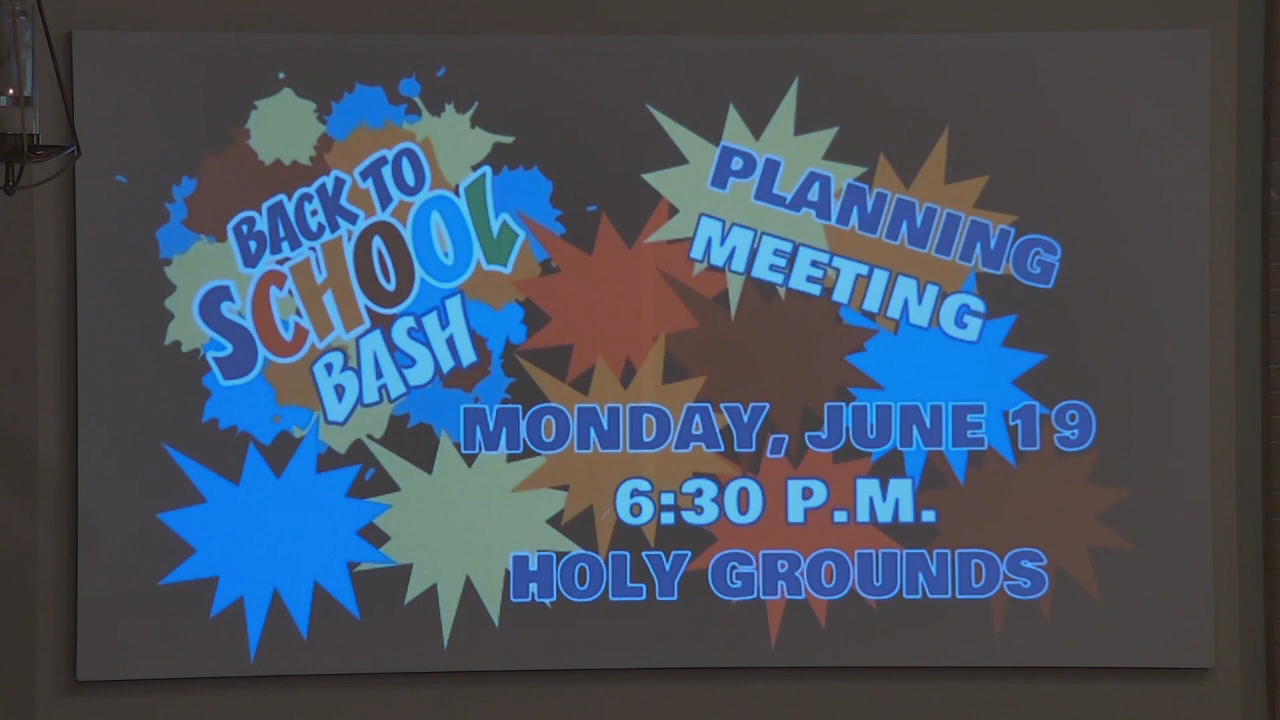 BACK TO
SCHOOL
BASH
PLANNING
MEETING
MONDAY, JUNE 19
6:30 P.M.
HOLY GROUNDS